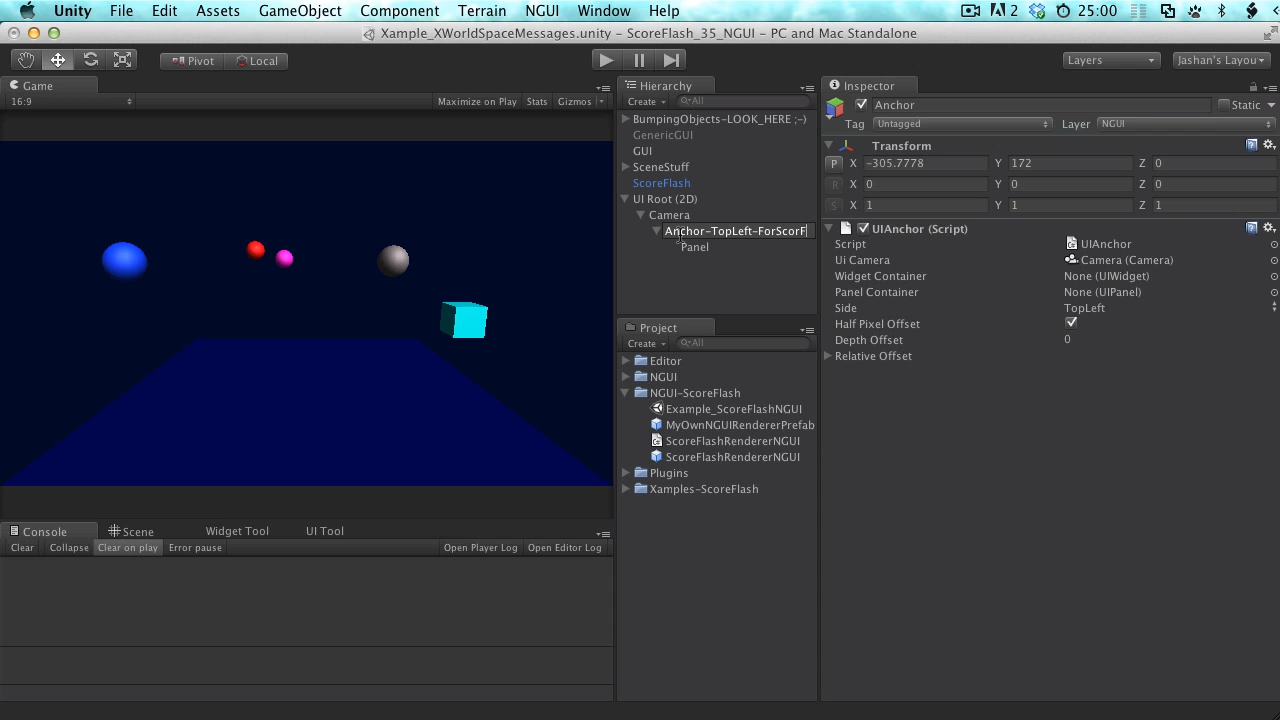 Unity File Edit Assets GameObject Component Terrain NGUI Window Help 2 25:00
Xample_XWorldSpaceMessages.unity - ScoreFlash_35_NGUI - PC and Mac Standalone
Pivot Local Layers Jashan's Layou
Game
16:9 Maximize on Play Stats Gizmos
Hierarchy
Create All
BumpingObjects-LOOK_HERE ;-)
GenericGUI
GUI
SceneStuff
ScoreFlash
UI Root (2D)
Camera
Anchor-TopLeft-ForScorF
Panel
Project
Create All
Editor
NGUI
NGUI-ScoreFlash
Example_ScoreFlashNGUI
MyOwnNGUIRendererPrefab
ScoreFlashRendererNGUI
ScoreFlashRendererNGUI
Plugins
Xamples-ScoreFlash
Inspector
Anchor Static
Tag Untagged Layer NGUI
Transform
P X -305.7778 Y 172 Z 0
R X 0 Y 0 Z 0
S X 1 Y 1 Z 1
UIAnchor (Script)
Script UIAnchor
Ui Camera Camera (Camera)
Widget Container None (UIWidget)
Panel Container None (UIPanel)
Side TopLeft
Half Pixel Offset
Depth Offset 0
Relative Offset
Console Scene Widget Tool UI Tool
Clear Collapse Clear on play Error pause Open Player Log Open Editor Log